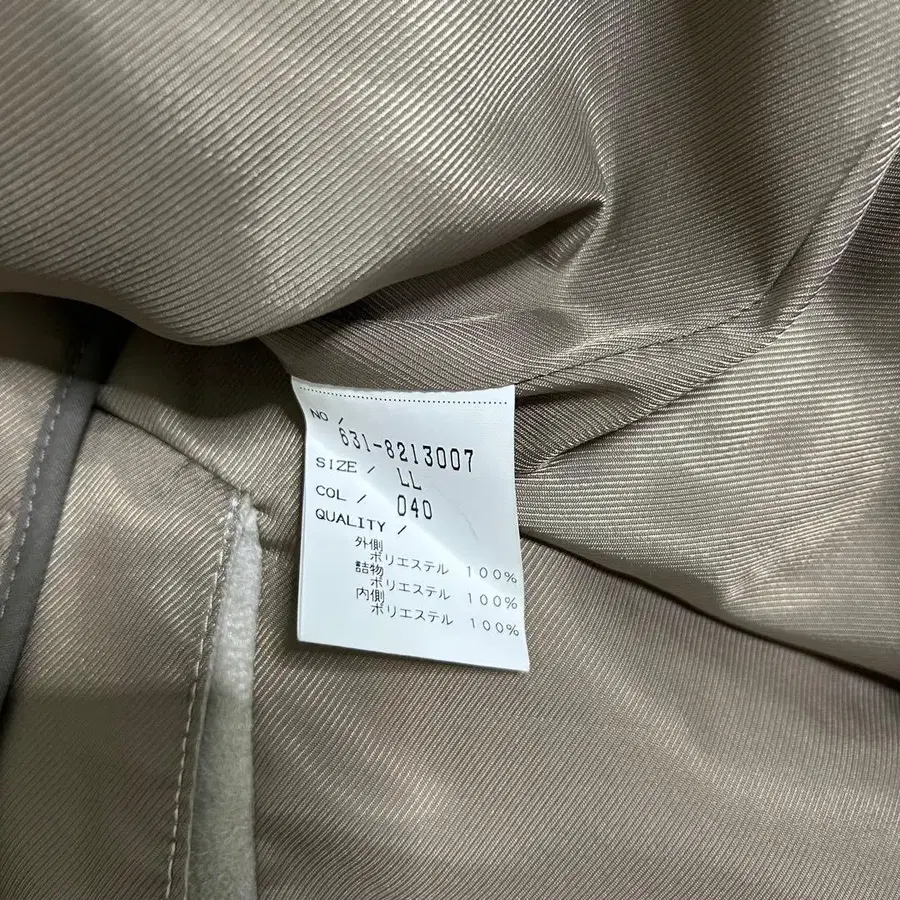 NO /
631-8213007
SIZE / LL
COL / 040
QUALITY /
外側
ポリエステル 100%
詰物
ポリエステル 100%
内側
ポリエステル 100%